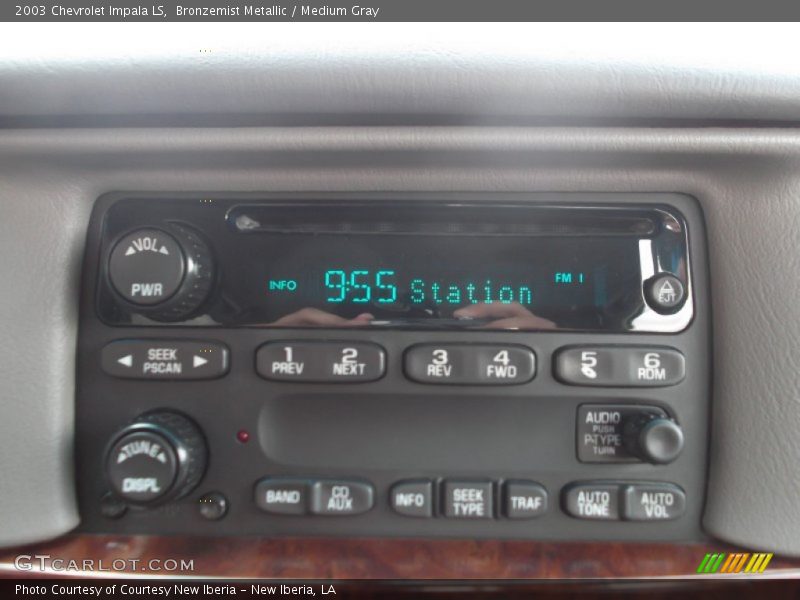 2003 Chevrolet Impala LS, Bronzemist Metallic / Medium Gray
VOL
PWR
INFO 9:55 Station FM 1
EJT
SEEK
PSCAN
1 PREV
2 NEXT
3 REV
4 FWD
5
6 RDM
TUNE
DISPL
AUDIO
PUSH
P-TYPE
TURN
BAND
CD
AUX
INFO
SEEK
TYPE
TRAF
AUTO
TONE
AUTO
VOL
GTCARLOT.COM
Photo Courtesy of Courtesy New Iberia - New Iberia, LA